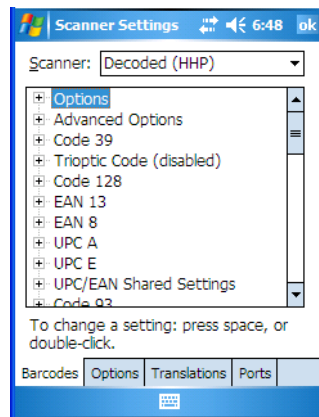 Scanner Settings 6:48 ok
Scanner: Decoded (HHP)
Options
Advanced Options
Code 39
Trioptic Code (disabled)
Code 128
EAN 13
EAN 8
UPC A
UPC E
UPC/EAN Shared Settings
Code 93
To change a setting: press space, or
double-click.
Barcodes Options Translations Ports